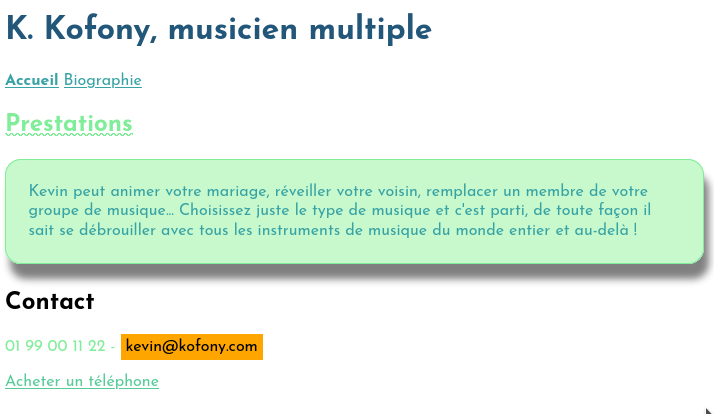 K. Kofony, musicien multiple
Accueil Biographie
Prestations
Kevin peut animer votre mariage, réveiller votre voisin, remplacer un membre de votre
groupe de musique... Choisissez juste le type de musique et c'est parti, de toute façon il
sait se débrouiller avec tous les instruments de musique du monde entier et au-delà !
Contact
01 99 00 11 22 - kevin@kofony.com
Acheter un téléphone